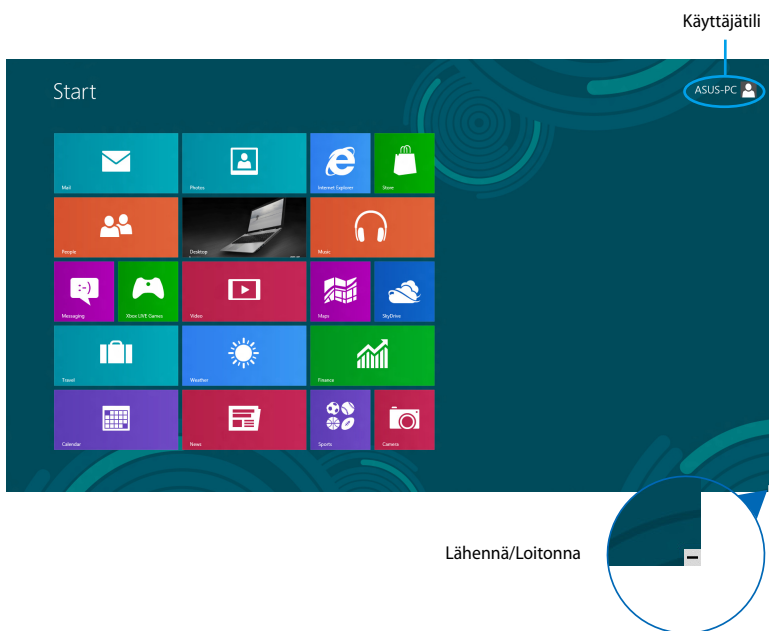 Käyttäjätili
Start
ASUS-PC
Mail
Photos
Internet Explorer
Store
People
Desktop
Music
Messaging
Xbox LIVE Games
Video
Maps
SkyDrive
Travel
Weather
Finance
Calendar
News
Sports
Camera
Lähennä/Loitonna